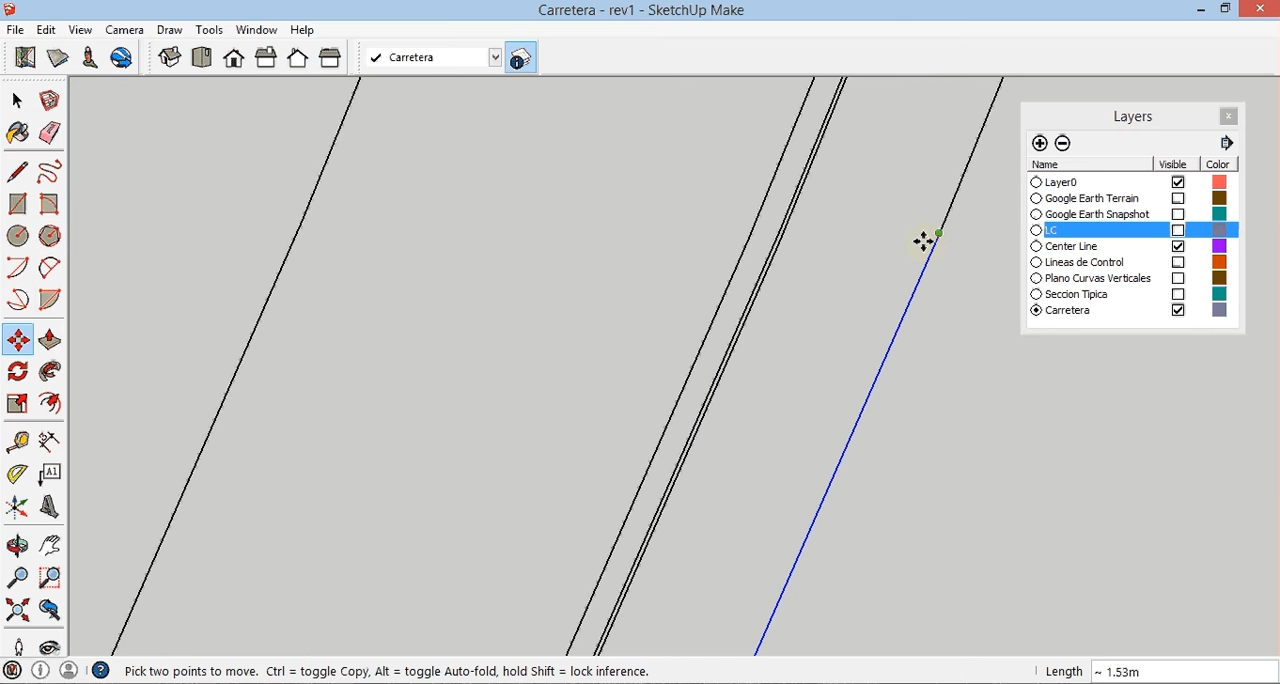 Carretera - rev1 - SketchUp Make
File Edit View Camera Draw Tools Window Help
Carretera
Layers
Name Visible Color
Layer0
Google Earth Terrain
Google Earth Snapshot
LC
Center Line
Lineas de Control
Plano Curvas Verticales
Seccion Tipica
Carretera
A1
Pick two points to move. Ctrl = toggle Copy, Alt = toggle Auto-fold, hold Shift = lock inference. Length ~ 1.53m